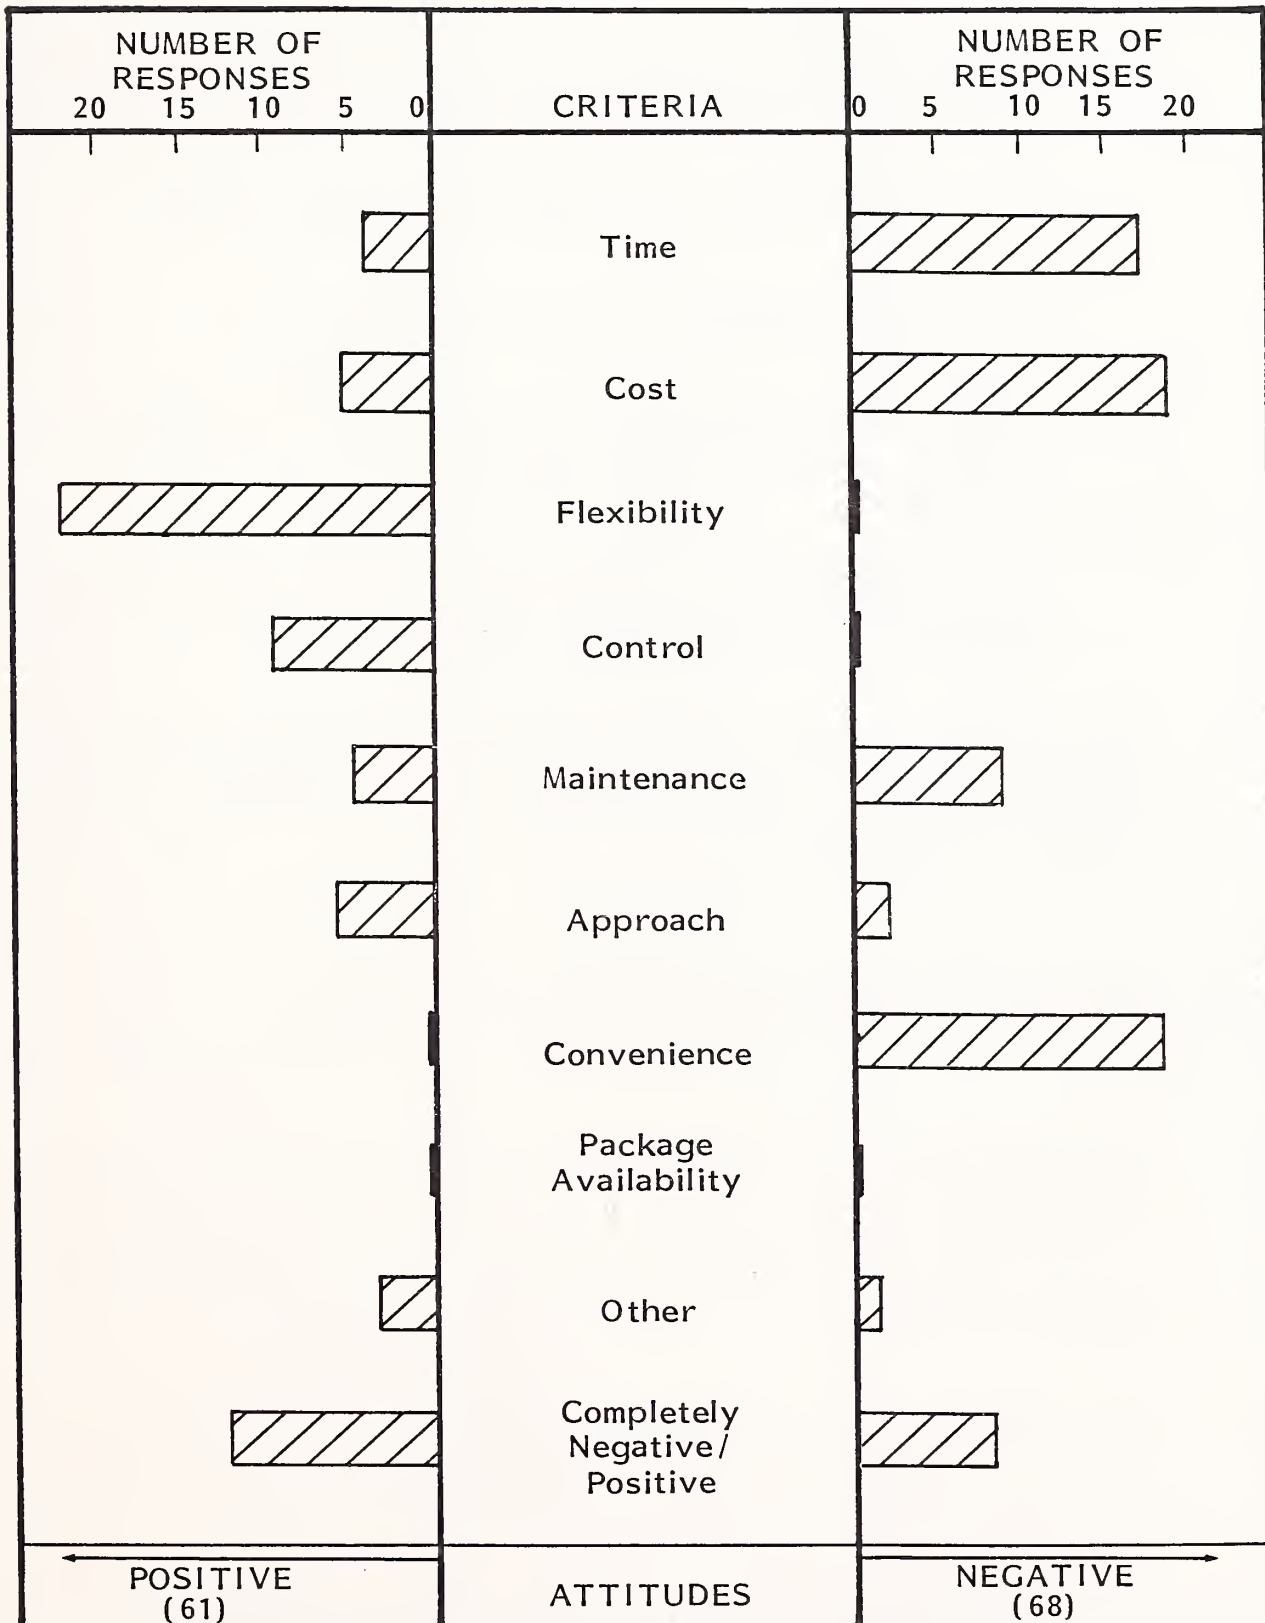 NUMBER OF
RESPONSES
20 15 10 5 0
CRITERIA
NUMBER OF
RESPONSES
0 5 10 15 20
Time
Cost
Flexibility
Control
Maintenance
Approach
Convenience
Package
Availability
Other
Completely
Negative/
Positive
POSITIVE
(61)
ATTITUDES
NEGATIVE
(68)